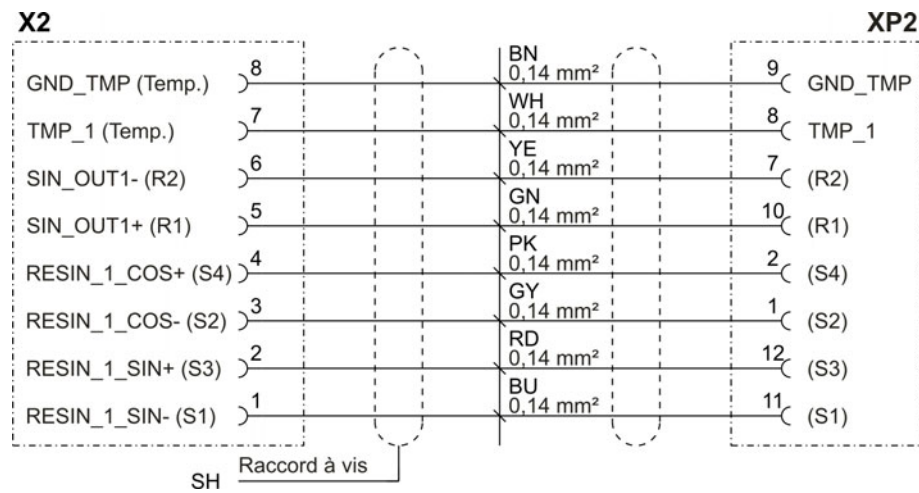 X2 XP2
GND_TMP (Temp.) 8 BN 0,14 mm² 9 GND_TMP
TMP_1 (Temp.) 7 WH 0,14 mm² 8 TMP_1
SIN_OUT1- (R2) 6 YE 0,14 mm² 7 (R2)
SIN_OUT1+ (R1) 5 GN 0,14 mm² 10 (R1)
RESIN_1_COS+ (S4) 4 PK 0,14 mm² 2 (S4)
RESIN_1_COS- (S2) 3 GY 0,14 mm² 1 (S2)
RESIN_1_SIN+ (S3) 2 RD 0,14 mm² 12 (S3)
RESIN_1_SIN- (S1) 1 BU 0,14 mm² 11 (S1)
SH Raccord à vis